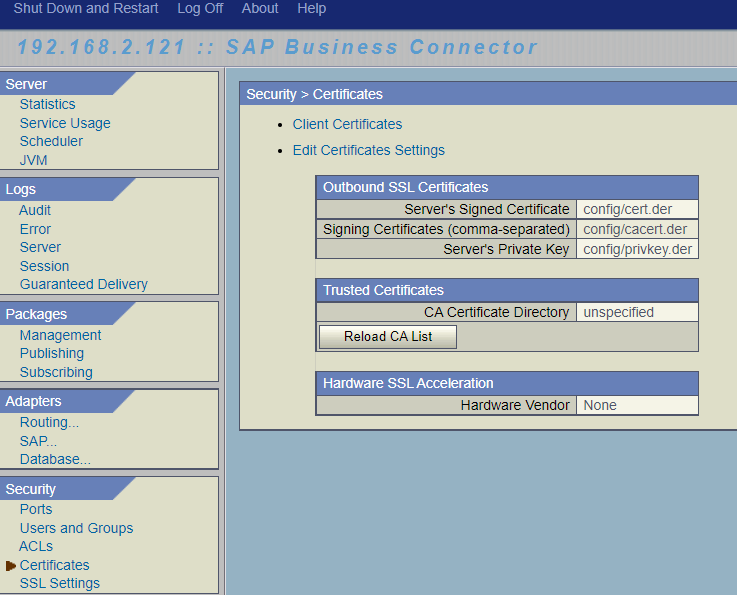 Shut Down and Restart Log Off About Help
192.168.2.121 :: SAP Business Connector
Server
Statistics
Service Usage
Scheduler
JVM
Logs
Audit
Error
Server
Session
Guaranteed Delivery
Packages
Management
Publishing
Subscribing
Adapters
Routing...
SAP...
Database...
Security
Ports
Users and Groups
ACLs
Certificates
SSL Settings
Security > Certificates
Client Certificates
Edit Certificates Settings
Outbound SSL Certificates
Server's Signed Certificate config/cert.der
Signing Certificates (comma-separated) config/cacert.der
Server's Private Key config/privkey.der
Trusted Certificates
CA Certificate Directory unspecified
Reload CA List
Hardware SSL Acceleration
Hardware Vendor None